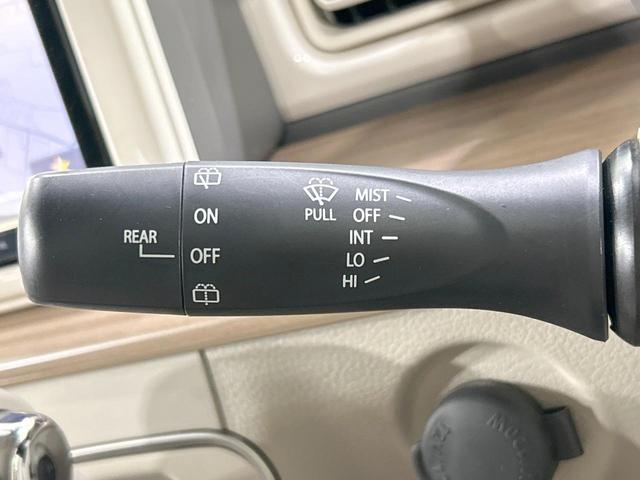 REAR
ON
OFF
PULL
MIST
OFF
INT
LO
HI